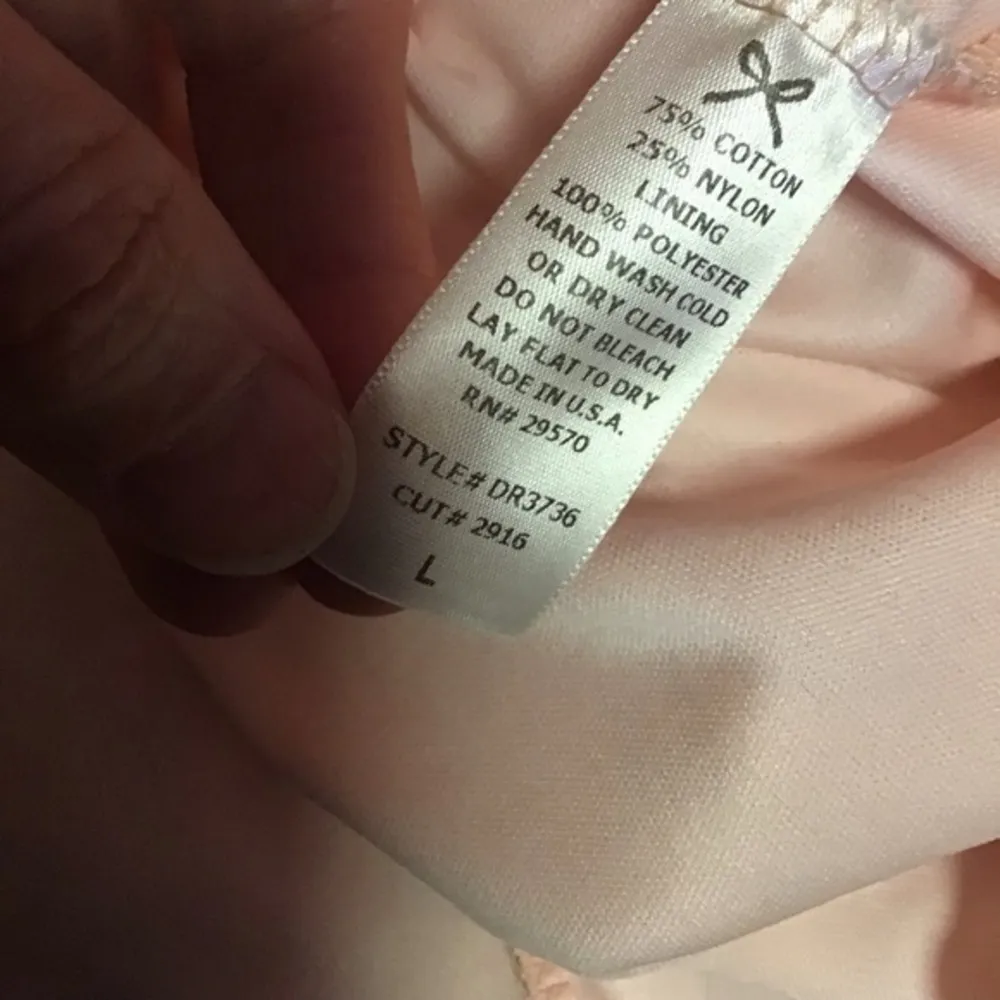 75% COTTON
25% NYLON
LINING
100% POLYESTER
HAND WASH COLD
OR DRY CLEAN
DO NOT BLEACH
LAY FLAT TO DRY
MADE IN U.S.A.
RN# 29570
STYLE# DR3736
CUT# 2916
L